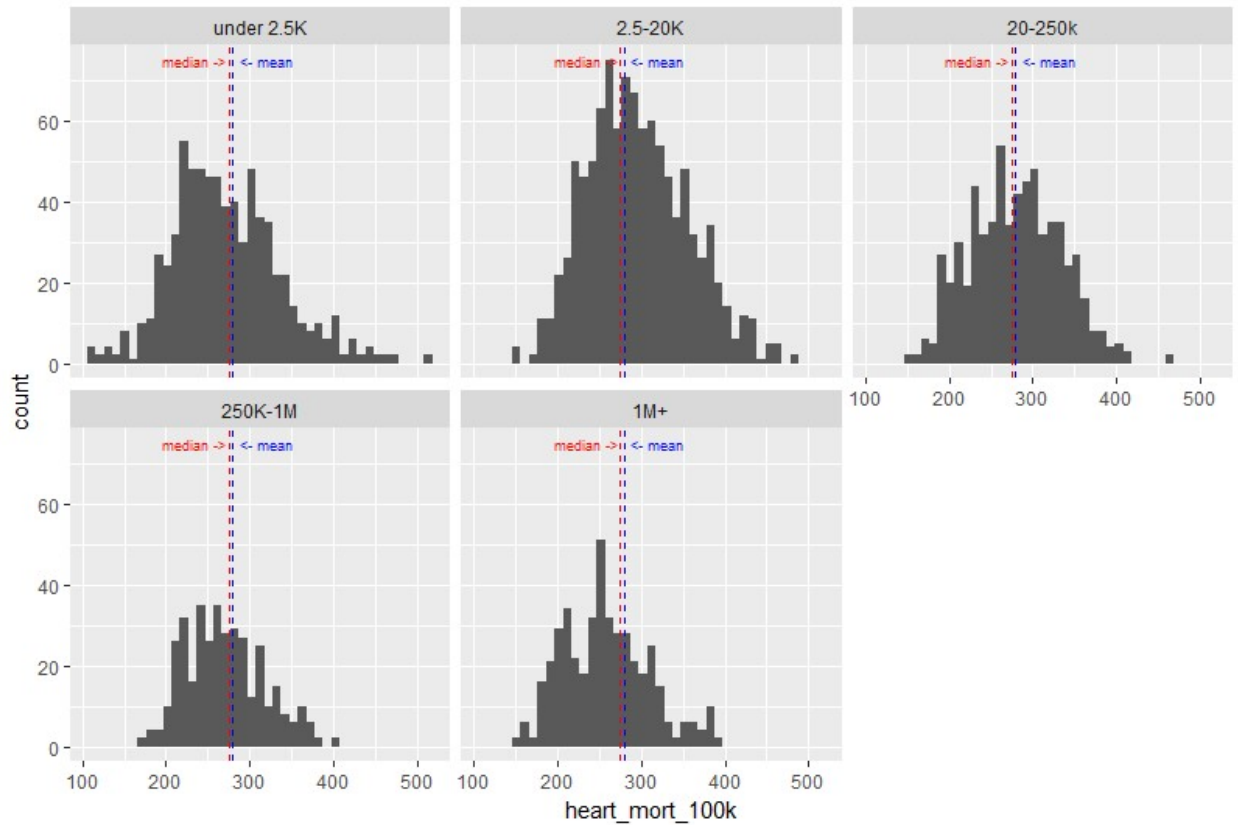 under 2.5K
2.5-20K
20-250k
median -> <- mean
median -> <- mean
median -> <- mean
60
40
20
0
100 200 300 400 500
count
250K-1M
1M+
median -> <- mean
median -> <- mean
60
40
20
0
100 200 300 400 500
100 200 300 400 500
heart_mort_100k